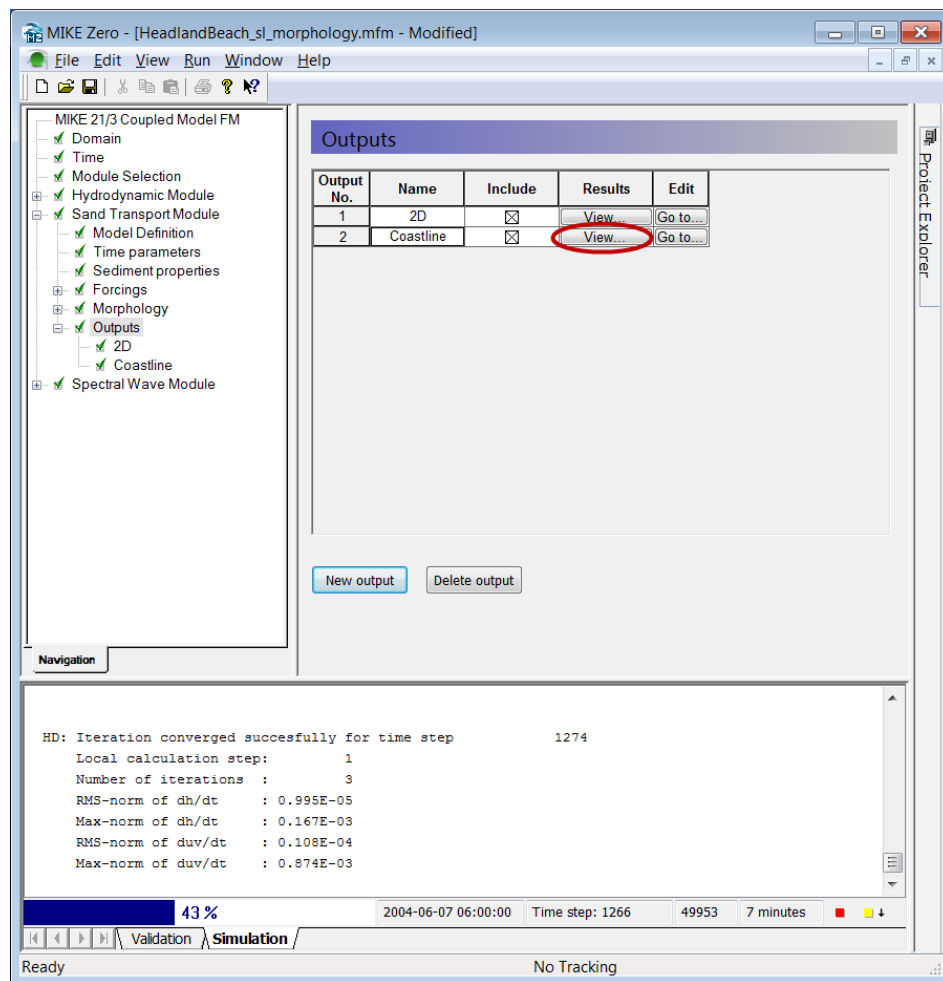 MIKE Zero - [HeadlandBeach_sl_morphology.mfm - Modified]
File Edit View Run Window Help
MIKE 21/3 Coupled Model FM
Domain
Time
Module Selection
Hydrodynamic Module
Sand Transport Module
Model Definition
Time parameters
Sediment properties
Forcings
Morphology
Outputs
2D
Coastline
Spectral Wave Module
Navigation
Outputs
Output No. Name Include Results Edit
1 2D View... Go to...
2 Coastline View... Go to...
New output Delete output
Project Explorer
HD: Iteration converged succesfully for time step 1274
Local calculation step: 1
Number of iterations : 3
RMS-norm of dh/dt : 0.995E-05
Max-norm of dh/dt : 0.167E-03
RMS-norm of duv/dt : 0.108E-04
Max-norm of duv/dt : 0.874E-03
43 % 2004-06-07 06:00:00 Time step: 1266 49953 7 minutes
Validation Simulation
Ready No Tracking